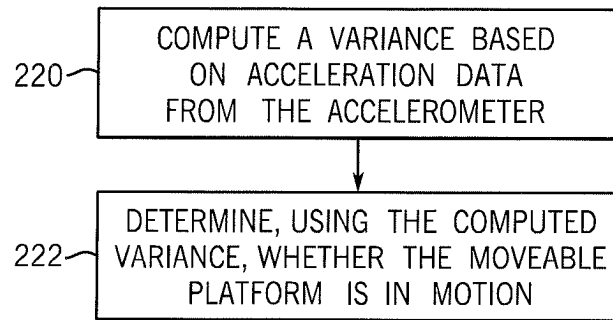 220
COMPUTE A VARIANCE BASED
ON ACCELERATION DATA
FROM THE ACCELEROMETER
222
DETERMINE, USING THE COMPUTED
VARIANCE, WHETHER THE MOVEABLE
PLATFORM IS IN MOTION